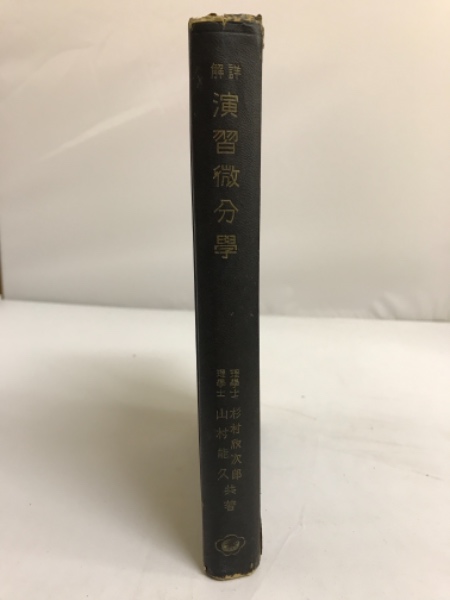 詳解
演習微分學
理學士 杉村欣次郎
理學士 山村能久
共著